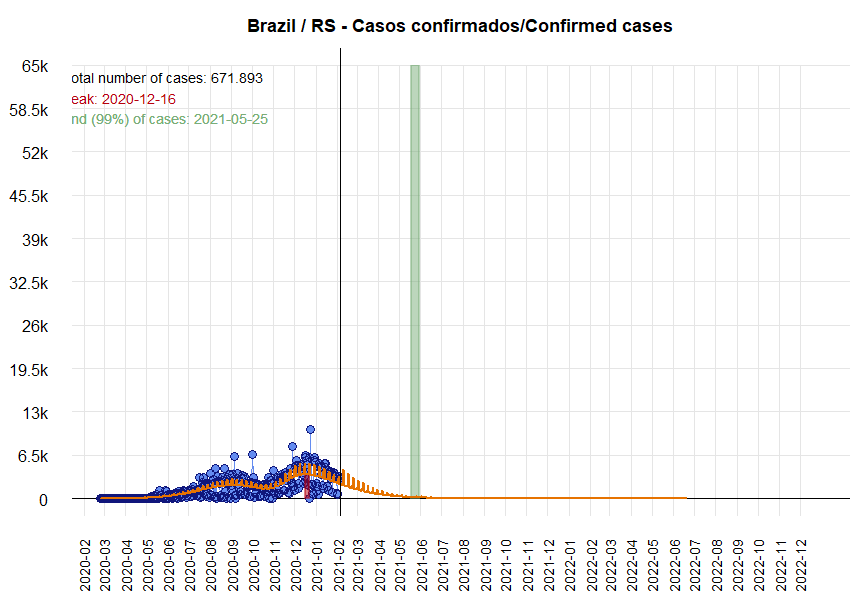 Brazil / RS - Casos confirmados/Confirmed cases
65k
58.5k
52k
45.5k
39k
32.5k
26k
19.5k
13k
6.5k
0
otal number of cases: 671.893
eak: 2020-12-16
nd (99%) of cases: 2021-05-25
2020-02
2020-03
2020-04
2020-05
2020-06
2020-07
2020-08
2020-09
2020-10
2020-11
2020-12
2021-01
2021-02
2021-03
2021-04
2021-05
2021-06
2021-07
2021-08
2021-09
2021-10
2021-11
2021-12
2022-01
2022-02
2022-03
2022-04
2022-05
2022-06
2022-07
2022-08
2022-09
2022-10
2022-11
2022-12